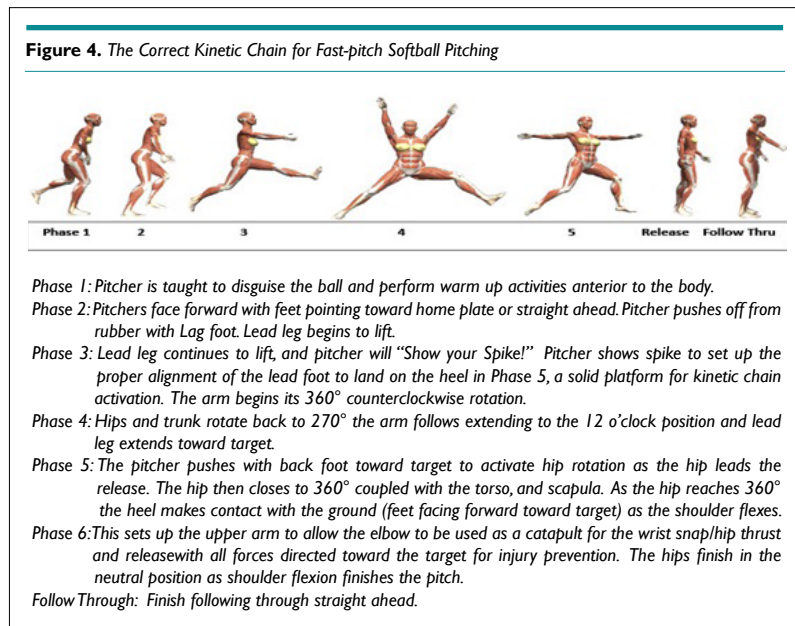 Figure 4. The Correct Kinetic Chain for Fast-pitch Softball Pitching
Phase 1 2 3 4 5 Release Follow Thru
Phase 1: Pitcher is taught to disguise the ball and perform warm up activities anterior to the body.
Phase 2: Pitchers face forward with feet pointing toward home plate or straight ahead. Pitcher pushes off from
rubber with Lag foot. Lead leg begins to lift.
Phase 3: Lead leg continues to lift, and pitcher will “Show your Spike!” Pitcher shows spike to set up the
proper alignment of the lead foot to land on the heel in Phase 5, a solid platform for kinetic chain
activation. The arm begins its 360° counterclockwise rotation.
Phase 4: Hips and trunk rotate back to 270° the arm follows extending to the 12 o’clock position and lead
leg extends toward target.
Phase 5: The pitcher pushes with back foot toward target to activate hip rotation as the hip leads the
release. The hip then closes to 360° coupled with the torso, and scapula. As the hip reaches 360°
the heel makes contact with the ground (feet facing forward toward target) as the shoulder flexes.
Phase 6:This sets up the upper arm to allow the elbow to be used as a catapult for the wrist snap/hip thrust
and releasewith all forces directed toward the target for injury prevention. The hips finish in the
neutral position as shoulder flexion finishes the pitch.
Follow Through: Finish following through straight ahead.